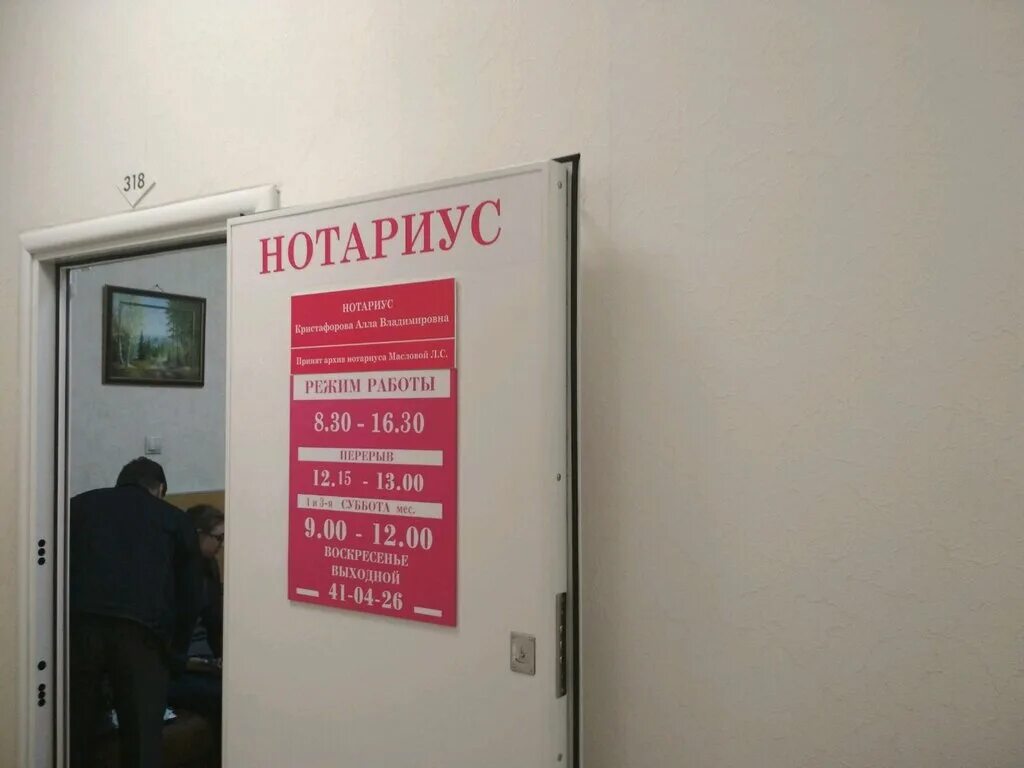 318
НОТАРИУС
НОТАРИУС
Кристафорова Алла Владимировна
Принят архив нотариуса Масловой Л.С.
РЕЖИМ РАБОТЫ
8.30 - 16.30
ПЕРЕРЫВ
12.15 - 13.00
1 и 3-я СУББОТА мес.
9.00 - 12.00
ВОСКРЕСЕНЬЕ
ВЫХОДНОЙ
41-04-26